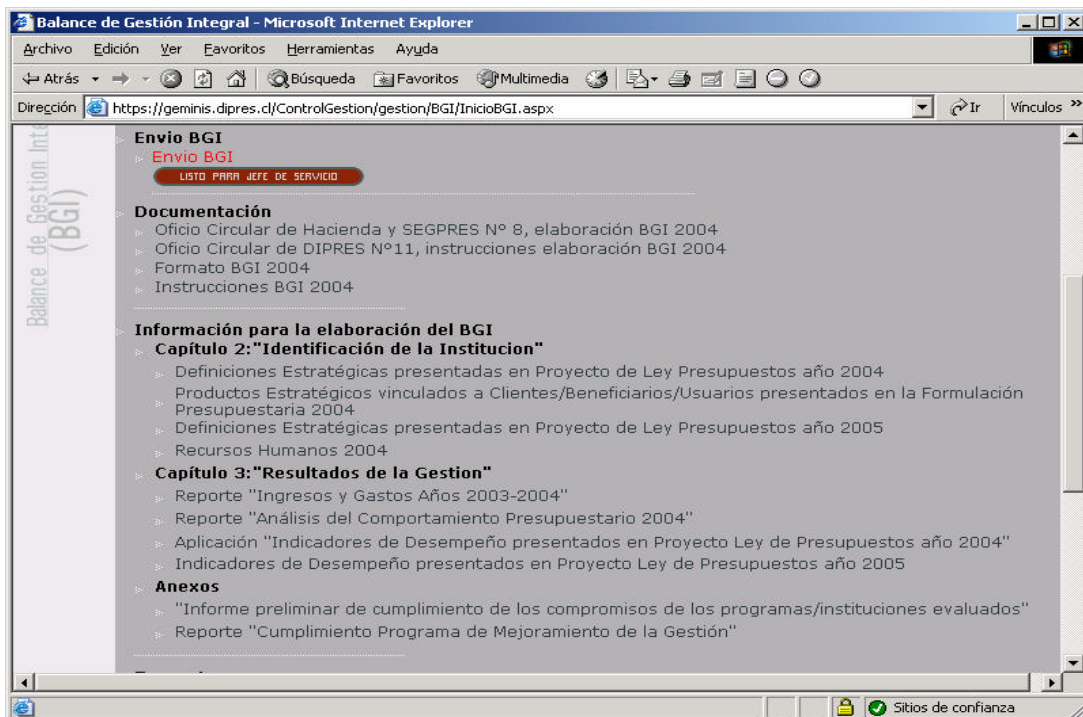 Balance de Gestión Integral - Microsoft Internet Explorer
Archivo Edición Ver Favoritos Herramientas Ayuda
Atrás Búsqueda Favoritos Multimedia
Dirección https://geminis.dipres.cl/ControlGestion/gestion/BGI/InicioBGI.aspx Ir Vínculos »
Balance de Gestion Inte
(BGI)
Envio BGI
Envio BGI
LISTO PARA JEFE DE SERVICIO
Documentación
Oficio Circular de Hacienda y SEGPRES Nº 8, elaboración BGI 2004
Oficio Circular de DIPRES Nº11, instrucciones elaboración BGI 2004
Formato BGI 2004
Instrucciones BGI 2004
Información para la elaboración del BGI
Capítulo 2:"Identificación de la Institucion"
Definiciones Estratégicas presentadas en Proyecto de Ley Presupuestos año 2004
Productos Estratégicos vinculados a Clientes/Beneficiarios/Usuarios presentados en la Formulación
Presupuestaria 2004
Definiciones Estratégicas presentadas en Proyecto de Ley Presupuestos año 2005
Recursos Humanos 2004
Capítulo 3:"Resultados de la Gestion"
Reporte "Ingresos y Gastos Años 2003-2004"
Reporte "Análisis del Comportamiento Presupuestario 2004"
Aplicación "Indicadores de Desempeño presentados en Proyecto Ley de Presupuestos año 2004"
Indicadores de Desempeño presentados en Proyecto Ley de Presupuestos año 2005
Anexos
"Informe preliminar de cumplimiento de los compromisos de los programas/instituciones evaluados"
Reporte "Cumplimiento Programa de Mejoramiento de la Gestión"
Sitios de confianza